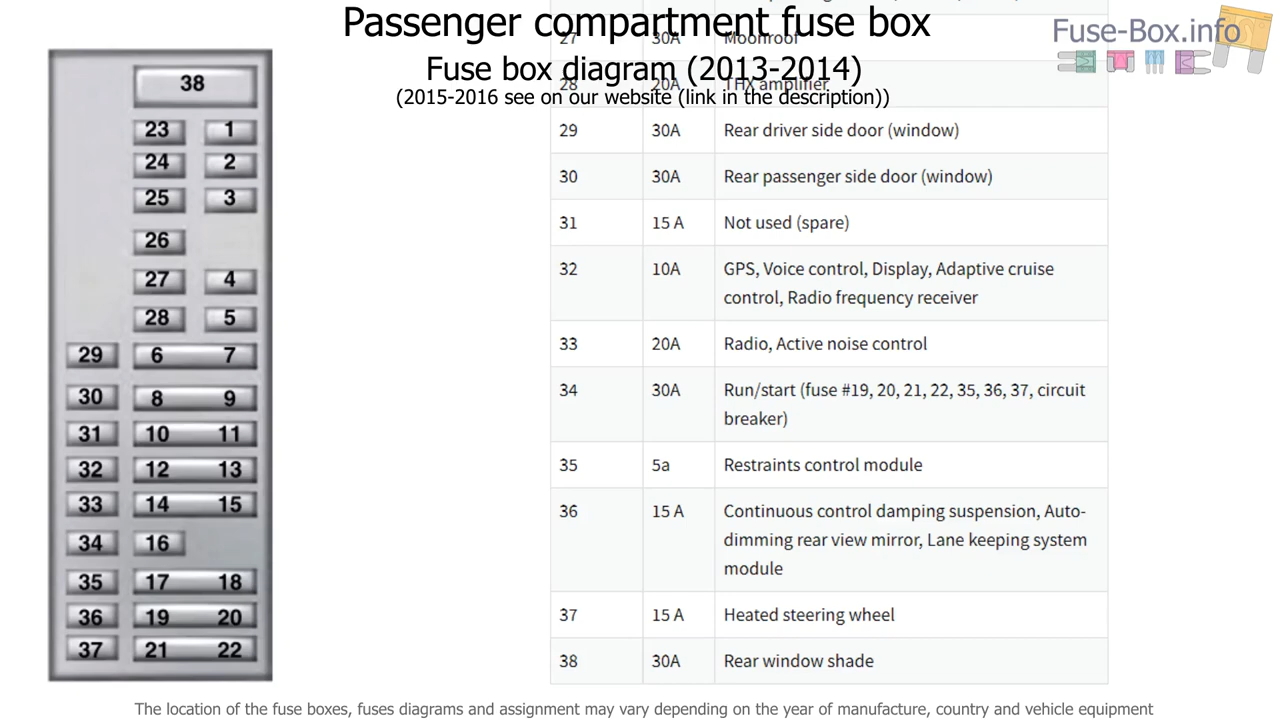 Passenger compartment fuse box
Fuse box diagram (2013-2014)
(2015-2016 see on our website (link in the description))
Fuse-Box.info
38
23 1
24 2
25 3
26
27 4
28 5
29 6 7
30 8 9
31 10 11
32 12 13
33 14 15
34 16
35 17 18
36 19 20
37 21 22
27 30A Moonroof
28 20A THX amplifier
29 30A Rear driver side door (window)
30 30A Rear passenger side door (window)
31 15 A Not used (spare)
32 10A GPS, Voice control, Display, Adaptive cruise
control, Radio frequency receiver
33 20A Radio, Active noise control
34 30A Run/start (fuse #19, 20, 21, 22, 35, 36, 37, circuit
breaker)
35 5a Restraints control module
36 15 A Continuous control damping suspension, Auto-
dimming rear view mirror, Lane keeping system
module
37 15 A Heated steering wheel
38 30A Rear window shade
The location of the fuse boxes, fuses diagrams and assignment may vary depending on the year of manufacture, country and vehicle equipment